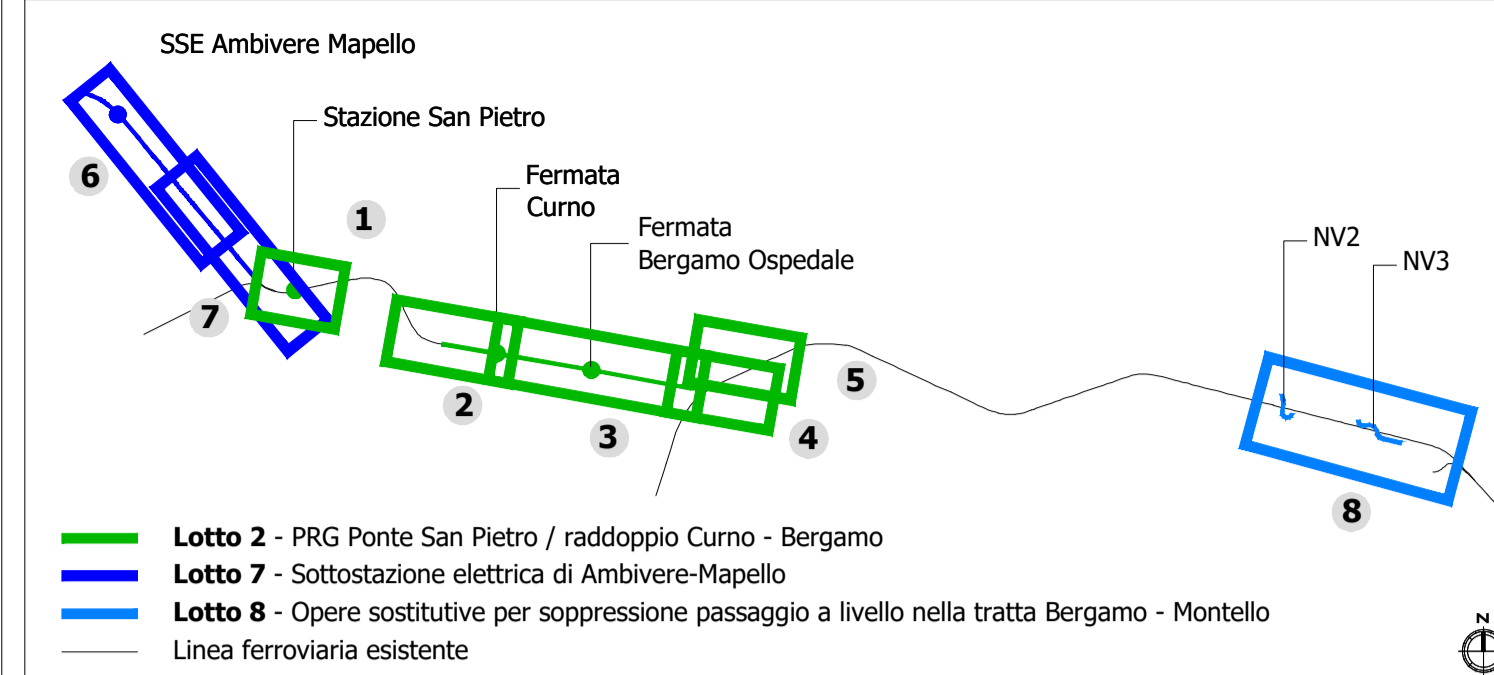 SSE Ambivere Mapello
Stazione San Pietro
6
1
Fermata
Curno
Fermata
Bergamo Ospedale
NV2
NV3
7
2
3
4
5
8
Lotto 2 - PRG Ponte San Pietro / raddoppio Curno - Bergamo
Lotto 7 - Sottostazione elettrica di Ambivere-Mapello
Lotto 8 - Opere sostitutive per soppressione passaggio a livello nella tratta Bergamo - Montello
Linea ferroviaria esistente
N